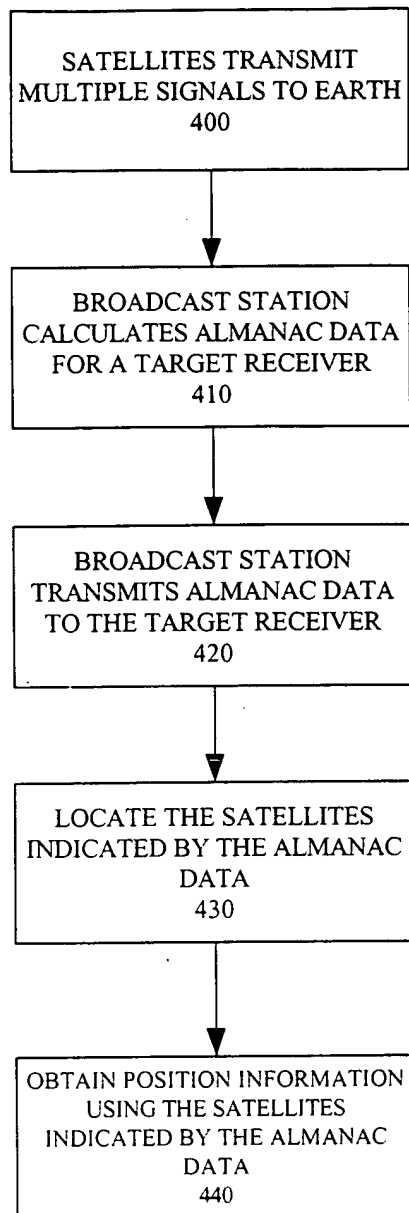 SATELLITES TRANSMIT
MULTIPLE SIGNALS TO EARTH
400
BROADCAST STATION
CALCULATES ALMANAC DATA
FOR A TARGET RECEIVER
410
BROADCAST STATION
TRANSMITS ALMANAC DATA
TO THE TARGET RECEIVER
420
LOCATE THE SATELLITES
INDICATED BY THE ALMANAC
DATA
430
OBTAIN POSITION INFORMATION
USING THE SATELLITES
INDICATED BY THE ALMANAC
DATA
440